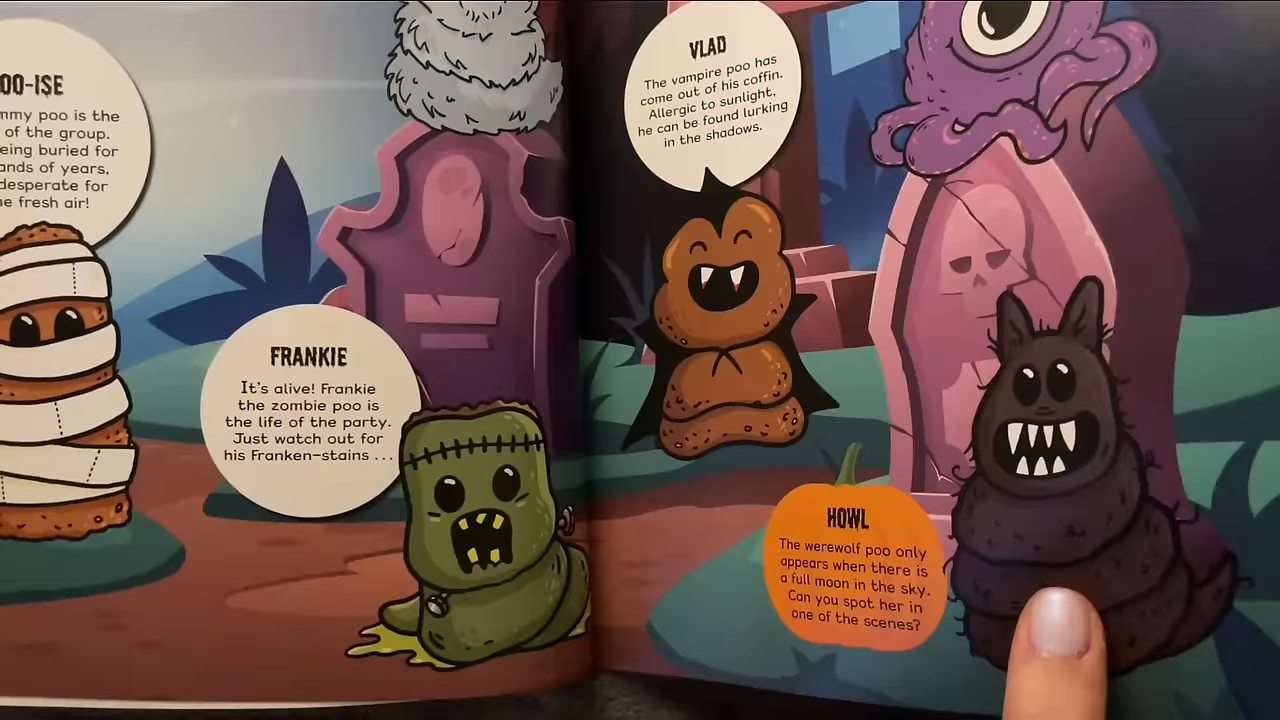 OO-ISE
mmy poo is the
of the group.
eing buried for
ands of years,
desperate for
e fresh air!
FRANKIE
It's alive! Frankie
the zombie poo is
the life of the party.
Just watch out for
his Franken-stains ...
VLAD
The vampire poo has
come out of his coffin.
Allergic to sunlight,
he can be found lurking
in the shadows.
HOWL
The werewolf poo only
appears when there is
a full moon in the sky.
Can you spot her in
one of the scenes?